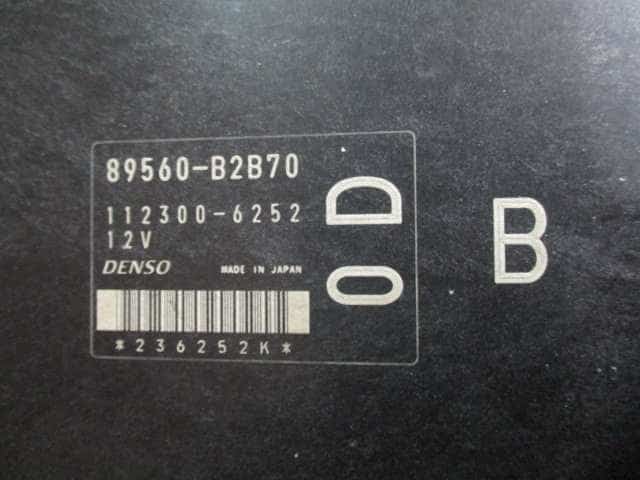 89560-B2B70
112300-6252
12V
DENSO MADE IN JAPAN
*236252K*
0D
B